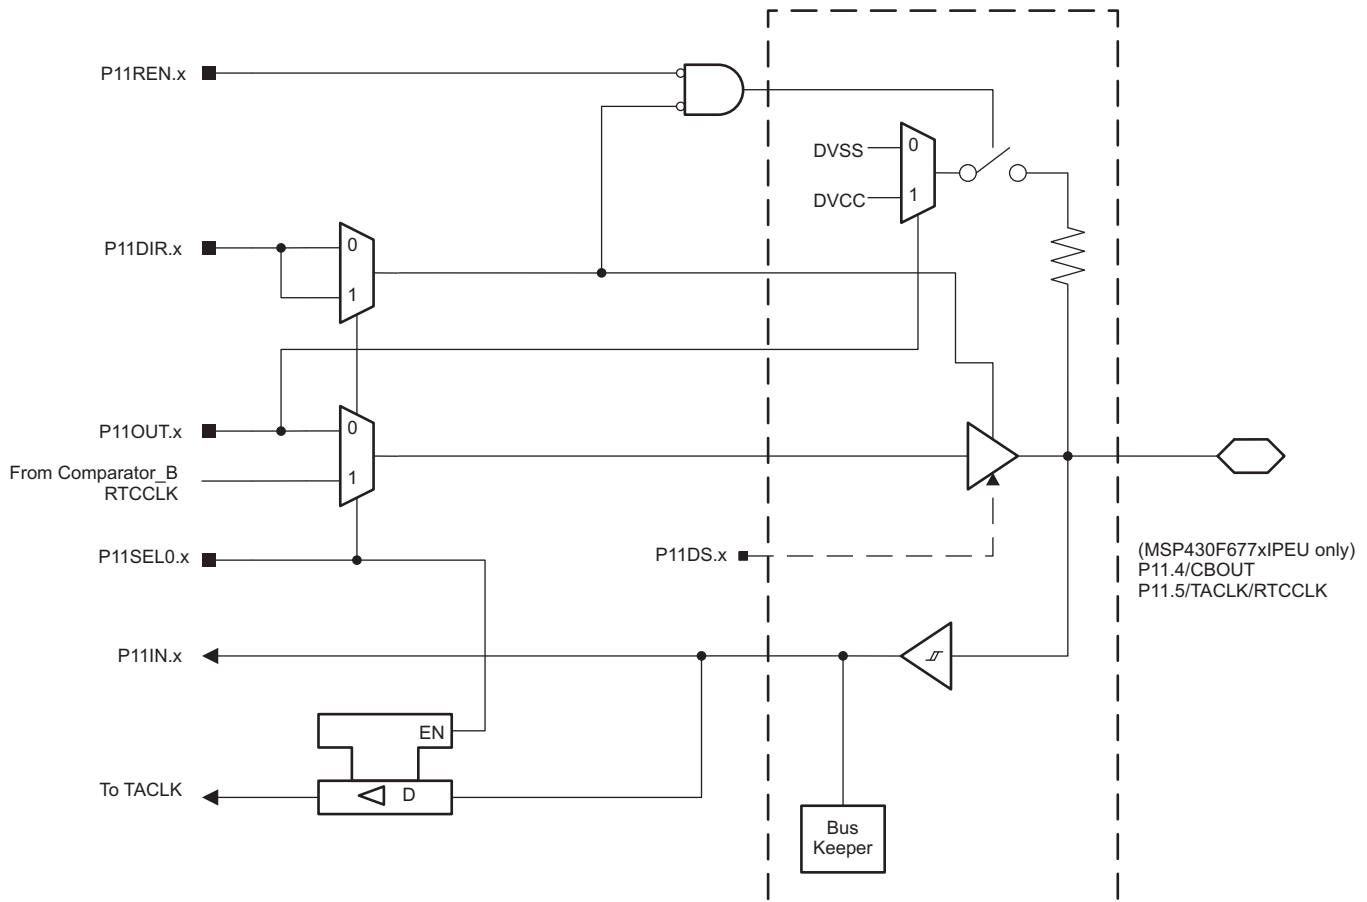 P11REN.x
0
DVSS
1
DVCC
P11DIR.x
0
1
P11OUT.x
0
From Comparator_B
RTCCLK
1
P11SEL0.x
P11DS.x
(MSP430F677xIPEU only)
P11.4/CBOUT
P11.5/TACLK/RTCCLK
P11IN.x
EN
To TACLK
D
Bus
Keeper